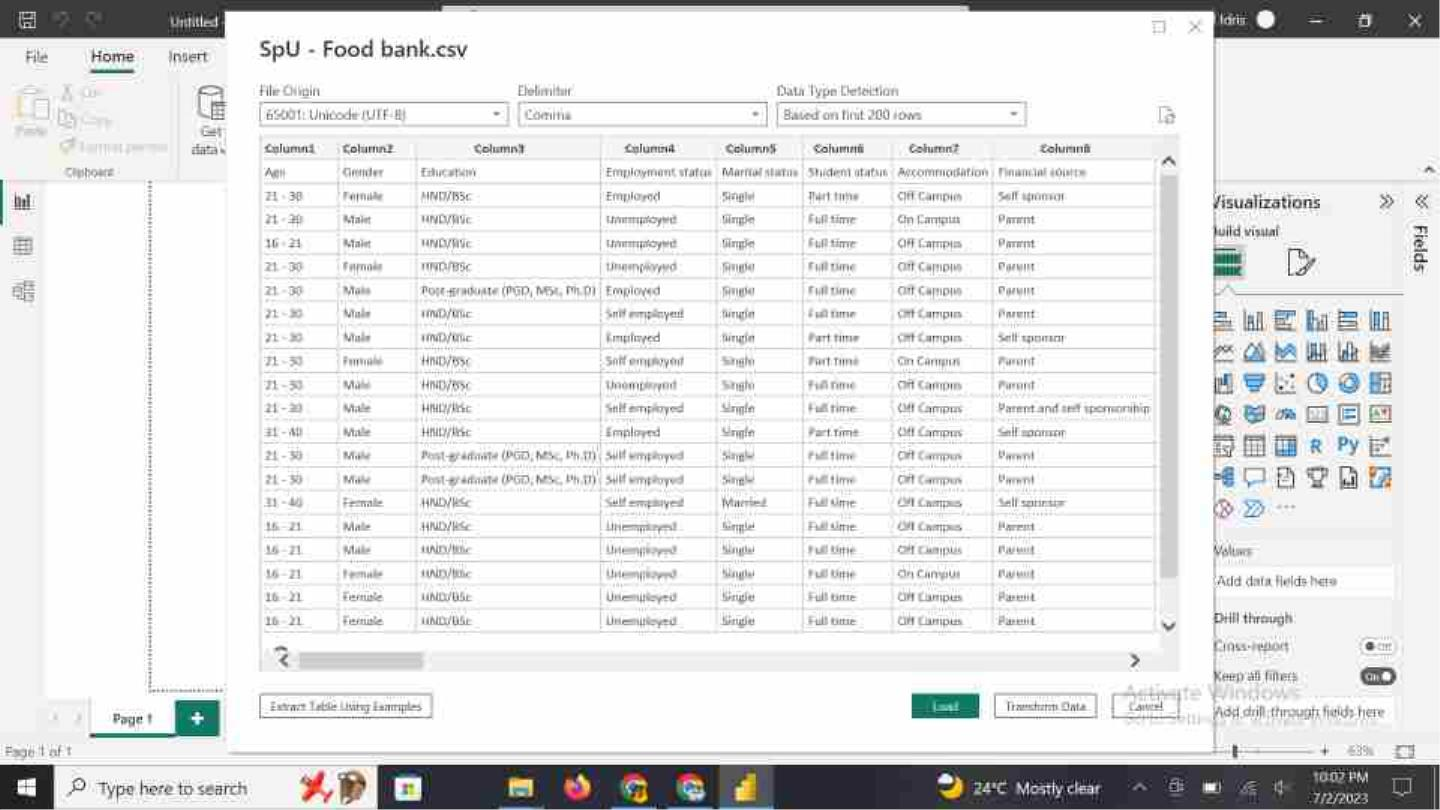 Untitled
Idris
File Home Insert
SpU - Food bank.csv
File Origin Delimiter Data Type Detection
65001: Unicode (UTF-8) Comma Based on first 200 rows
Cut
Copy
Paste
Format painter
Get
data
Clipboard
Column1 Column2 Column3 Column4 Column5 Column6 Column7 Column8
Age Gender Education Employment status Marital status Student status Accommodation Financial source
21 - 30 Female HND/BSc Employed Single Part time Off Campus Self sponsor
21 - 30 Male HND/BSc Unemployed Single Full time On Campus Parent
16 - 21 Male HND/BSc Unemployed Single Full time Off Campus Parent
21 - 30 Female HND/BSc Unemployed Single Full time Off Campus Parent
21 - 30 Male Post-graduate (PGD, MSc, Ph.D) Employed Single Full time Off Campus Parent
21 - 30 Male HND/BSc Self employed Single Full time Off Campus Parent
21 - 30 Male HND/BSc Employed Single Part time Off Campus Self sponsor
21 - 30 Female HND/BSc Self employed Single Part time On Campus Parent
21 - 30 Male HND/BSc Unemployed Single Full time Off Campus Parent
21 - 30 Male HND/BSc Self employed Single Full time Off Campus Parent and self sponsorship
31 - 40 Male HND/BSc Employed Single Part time Off Campus Self sponsor
21 - 30 Male Post-graduate (PGD, MSc, Ph.D) Self employed Single Full time Off Campus Parent
21 - 30 Male Post-graduate (PGD, MSc, Ph.D) Self employed Single Full time Off Campus Parent
31 - 40 Female HND/BSc Self employed Married Full time Off Campus Self sponsor
16 - 21 Male HND/BSc Unemployed Single Full time Off Campus Parent
16 - 21 Male HND/BSc Unemployed Single Full time Off Campus Parent
16 - 21 Female HND/BSc Unemployed Single Full time On Campus Parent
16 - 21 Female HND/BSc Unemployed Single Full time Off Campus Parent
16 - 21 Female HND/BSc Unemployed Single Full time Off Campus Parent
Extract Table Using Examples Load Transform Data Cancel
Visualizations
Build visual
Fields
R Py
Values
Add data fields here
Drill through
Cross-report Off
Keep all filters On
Add drill-through fields here
Activate Windows
Page 1
Page 1 of 1
63%
Type here to search
24°C Mostly clear
10:02 PM
7/2/2023